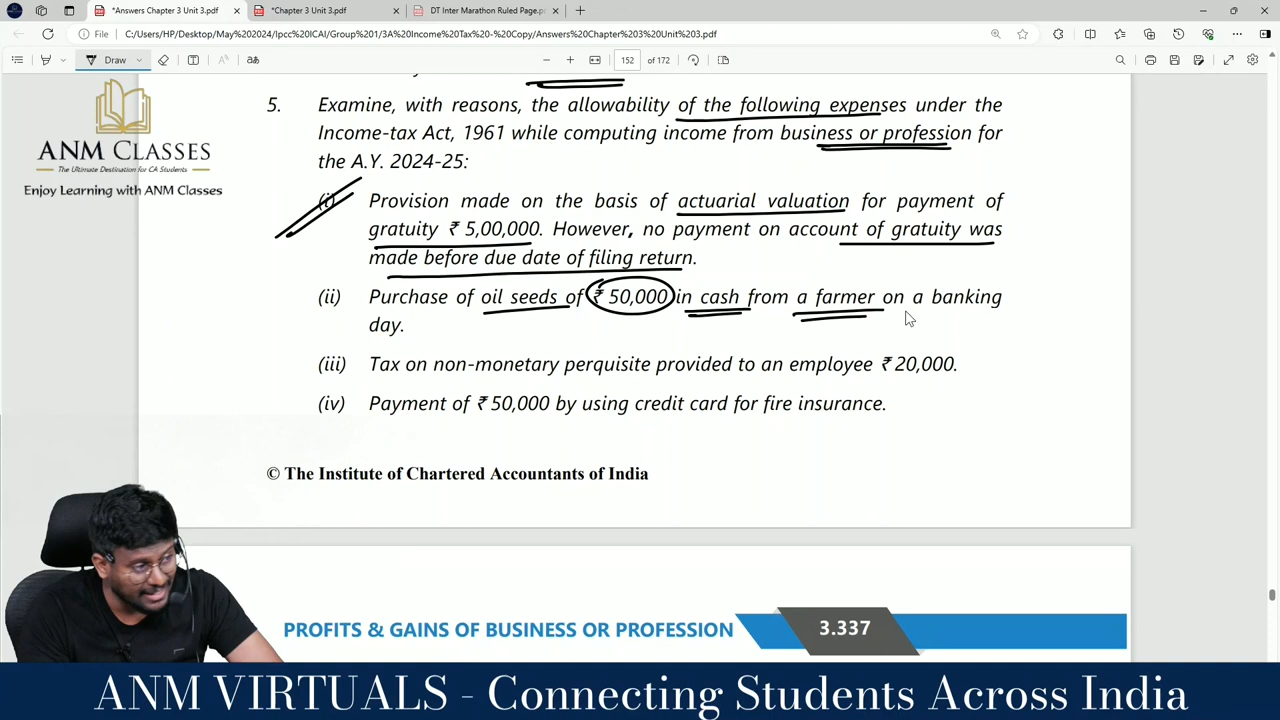 *Answers Chapter 3 Unit 3.pdf
*Chapter 3 Unit 3.pdf
DT Inter Marathon Ruled Page.p
File
C:/Users/HP/Desktop/May%202024/Ipcc%20ICAI/Group%201/3A%20Income%20Tax%20-%20Copy/Answers%20Chapter%203%20Unit%203.pdf
Draw
152 of 172
ANM CLASSES
The Ultimate Destination for CA Students
Enjoy Learning with ANM Classes
5. Examine, with reasons, the allowability of the following expenses under the
Income-tax Act, 1961 while computing income from business or profession for
the A.Y. 2024-25:
(i) Provision made on the basis of actuarial valuation for payment of
gratuity ₹ 5,00,000. However, no payment on account of gratuity was
made before due date of filing return.
(ii) Purchase of oil seeds of ₹ 50,000 in cash from a farmer on a banking
day.
(iii) Tax on non-monetary perquisite provided to an employee ₹ 20,000.
(iv) Payment of ₹ 50,000 by using credit card for fire insurance.
© The Institute of Chartered Accountants of India
PROFITS & GAINS OF BUSINESS OR PROFESSION 3.337
ANM VIRTUALS - Connecting Students Across India